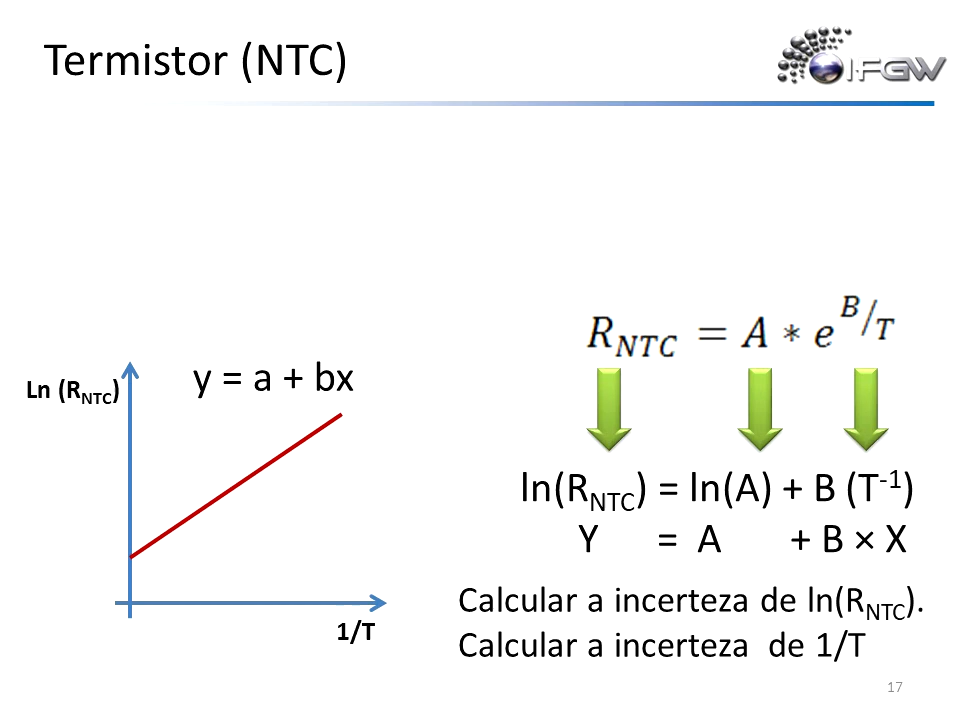 Termistor (NTC)
IFGW
R_NTC = A * e^B/T
y = a + bx
Ln (R_NTC)
ln(R_NTC) = ln(A) + B (T^-1)
Y = A + B × X
1/T
Calcular a incerteza de ln(R_NTC).
Calcular a incerteza de 1/T
17